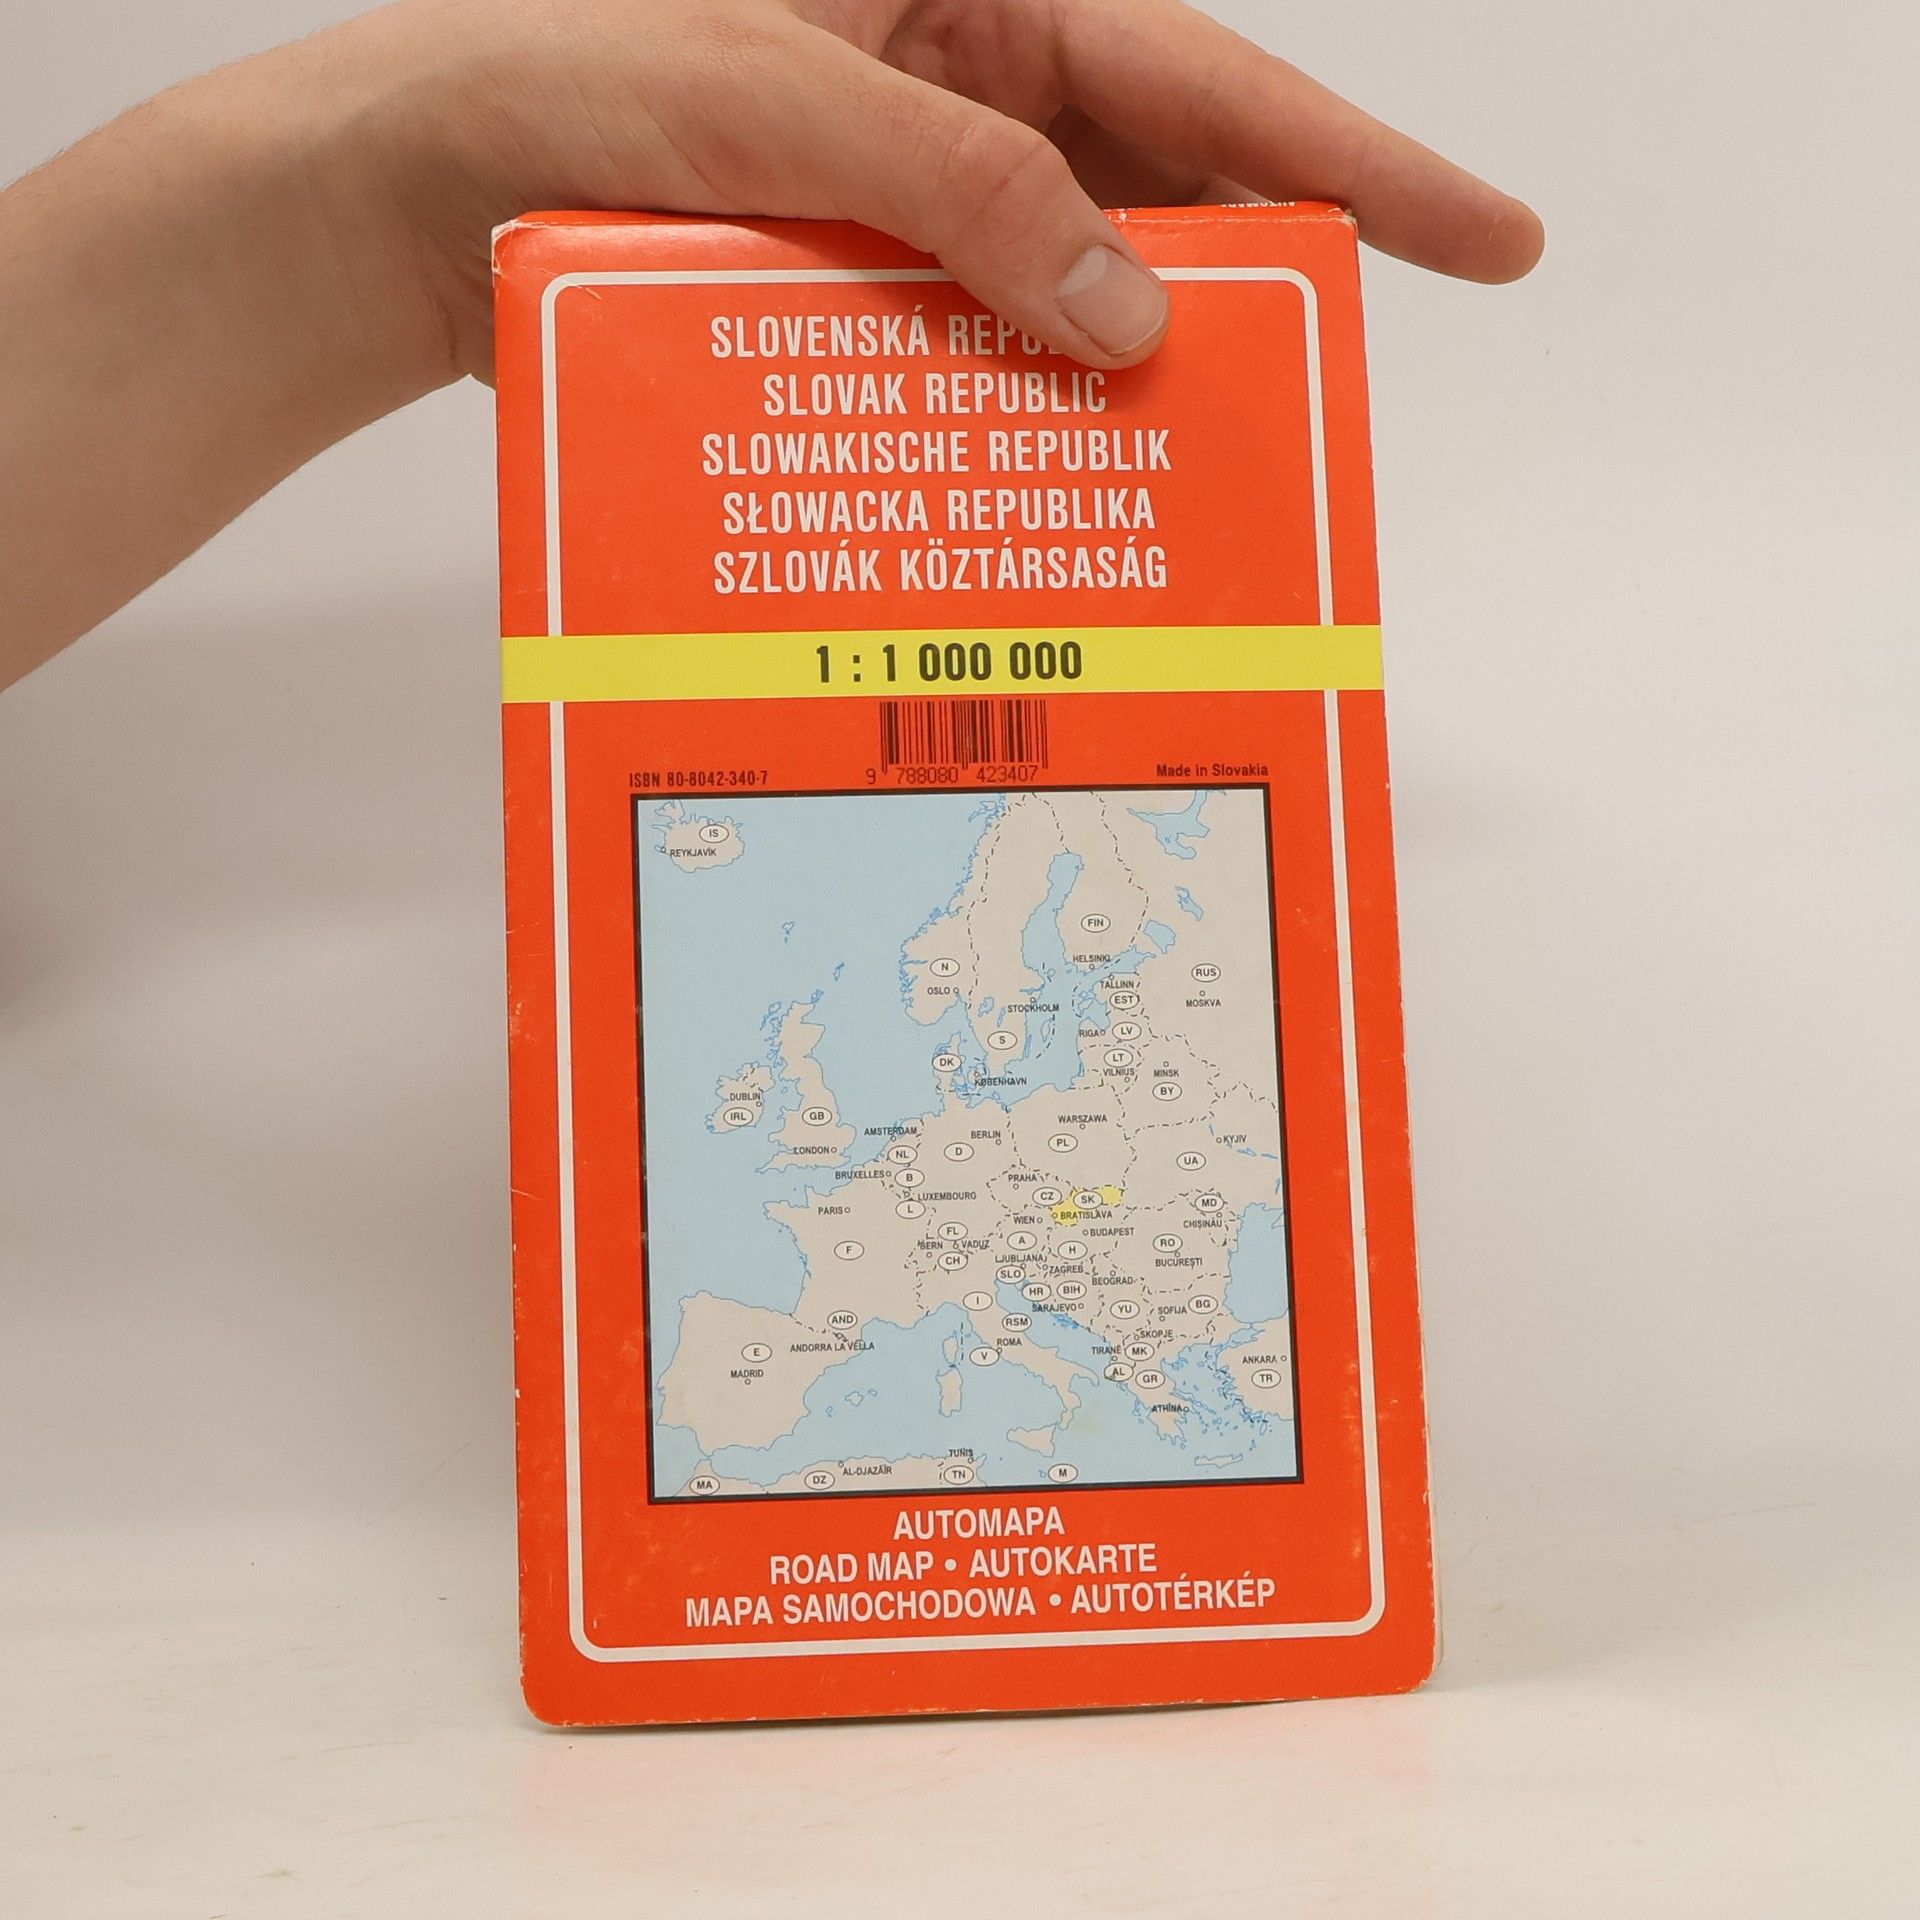 SLOVENSKÁ
SLOVAK REPUBLIC
SLOWAKISCHE REPUBLIK
SŁOWACKA REPUBLIKA
SZLOVÁK KÖZTÁRSASÁG
1 : 1 000 000
9 788080 423407
ISBN 80-8042-340-7
Made in Slovakia
IS
REYKJAVÍK
FIN
HELSINKI
N
OSLO
RUS
MOSKVA
TALLINN
EST
STOCKHOLM
S
RIGA
LV
LT
VILNIUS
MINSK
BY
DK
KØBENHAVN
DUBLIN
IRL
GB
LONDON
AMSTERDAM
NL
BERLIN
D
WARSZAWA
PL
KYJIV
UA
BRUXELLES
B
LUXEMBOURG
L
PARIS
PRAHA
CZ
SK
BRATISLAVA
WIEN
BUDAPEST
MD
CHIȘINĂU
F
FL
BERN
VADUZ
CH
A
H
RO
BUCUREȘTI
LJUBLJANA
SLO
ZAGREB
HR
BIH
BEOGRAD
SARAJEVO
YU
SOFIJA
BG
I
RSM
ROMA
V
AND
ANDORRA LA VELLA
E
MADRID
SKOPJE
TIRANË
MK
AL
GR
ATHÍNA
ANKARA
TR
MA
DZ
AL-DJAZÁIR
TUNIS
TN
M
AUTOMAPA
ROAD MAP • AUTOKARTE
MAPA SAMOCHODOWA • AUTOTÉRKÉP